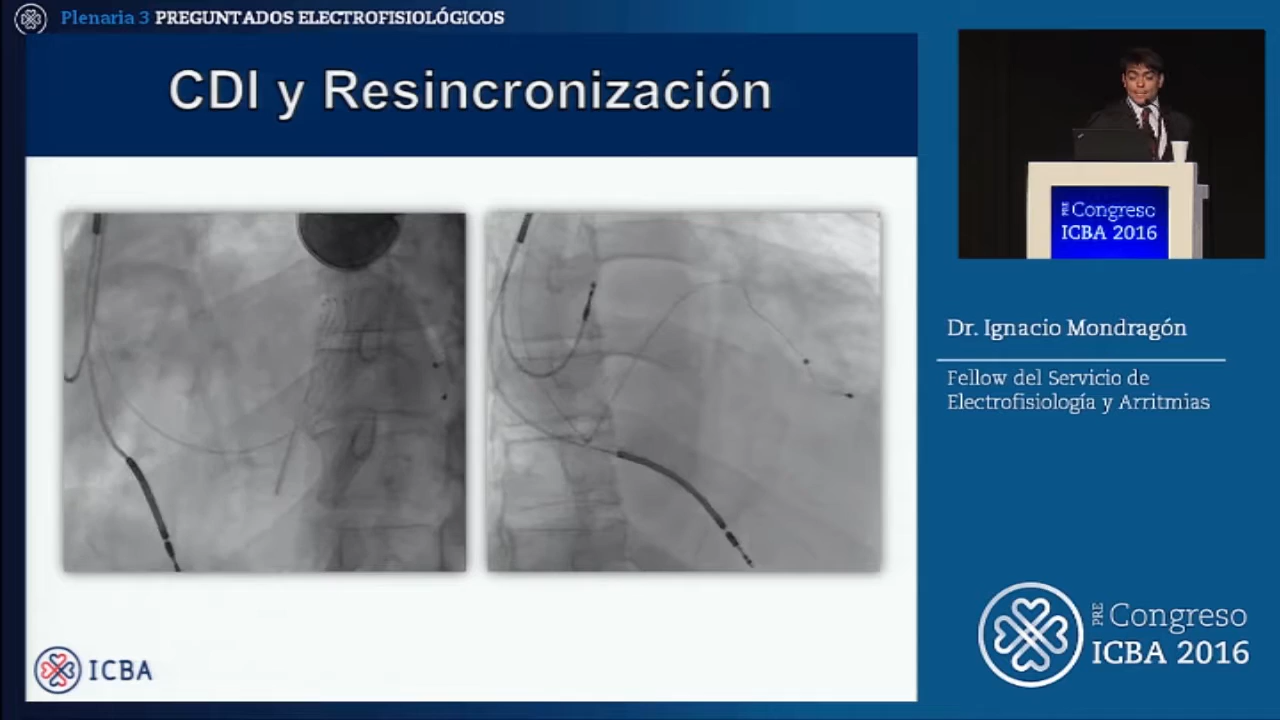 Plenaria 3 PREGUNTADOS ELECTROFISIOLÓGICOS
CDI y Resincronización
PRE Congreso
ICBA 2016
Dr. Ignacio Mondragón
Fellow del Servicio de
Electrofisiología y Arritmias
PRE Congreso
ICBA 2016
ICBA